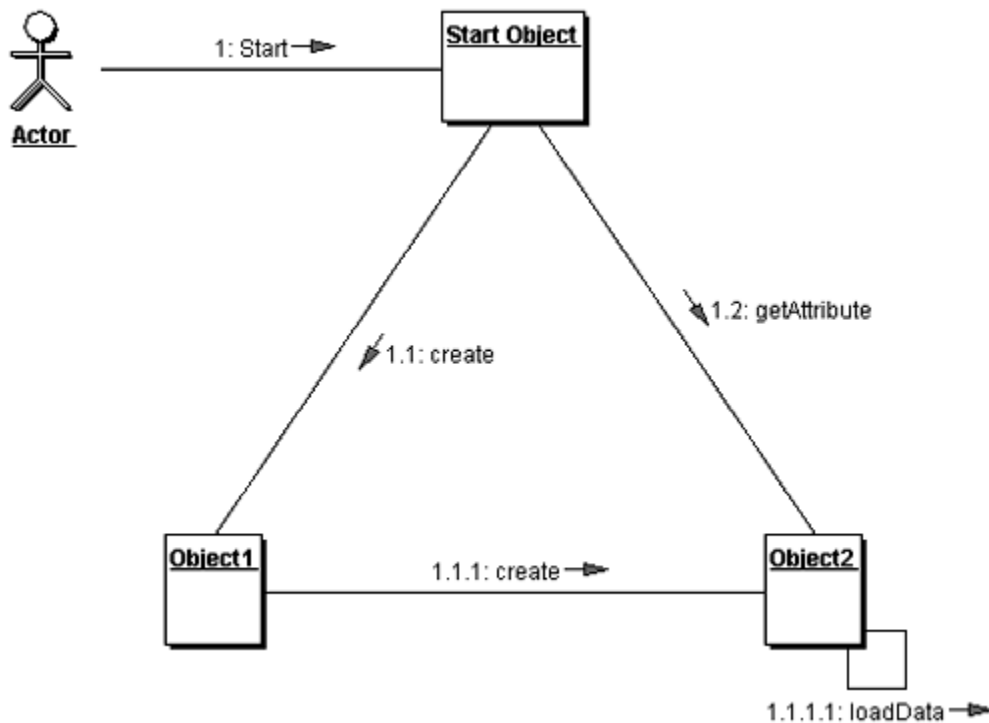 Start Object
1: Start
Actor
1.2: getAttribute
1.1: create
Object1
1.1.1: create
Object2
1.1.1.1: loadData